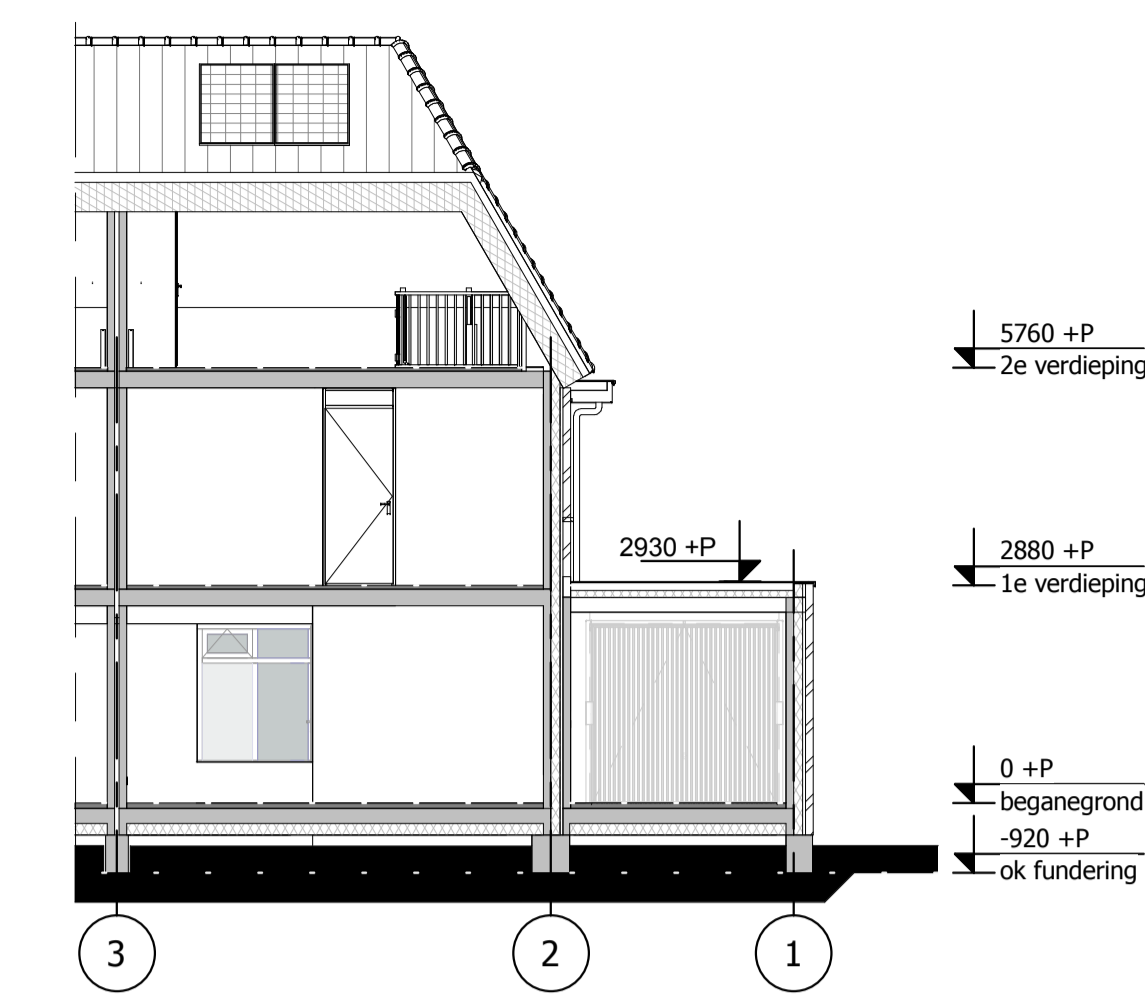 5760 +P
2e verdieping
2930 +P
2880 +P
1e verdieping
0 +P
beganegrond
-920 +P
ok fundering
3
2
1